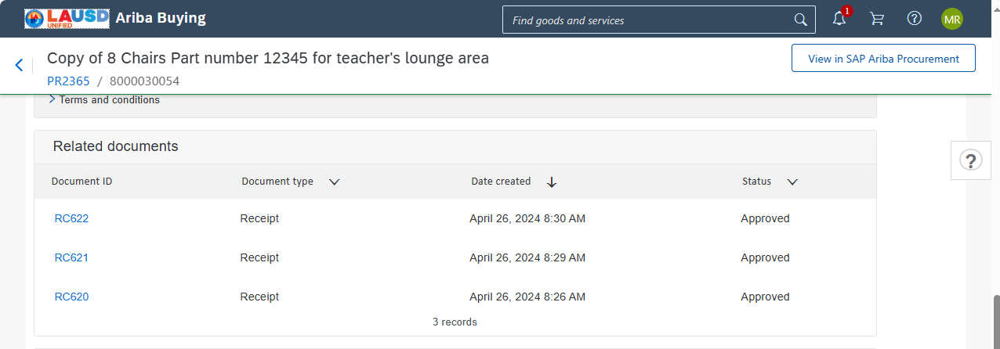 LAUSD UNIFIED Ariba Buying Find goods and services 1 ? MR
Copy of 8 Chairs Part number 12345 for teacher's lounge area View in SAP Ariba Procurement
PR2365 / 8000030054
Terms and conditions
Related documents
?
Document ID Document type Date created Status
RC622 Receipt April 26, 2024 8:30 AM Approved
RC621 Receipt April 26, 2024 8:29 AM Approved
RC620 Receipt April 26, 2024 8:26 AM Approved
3 records